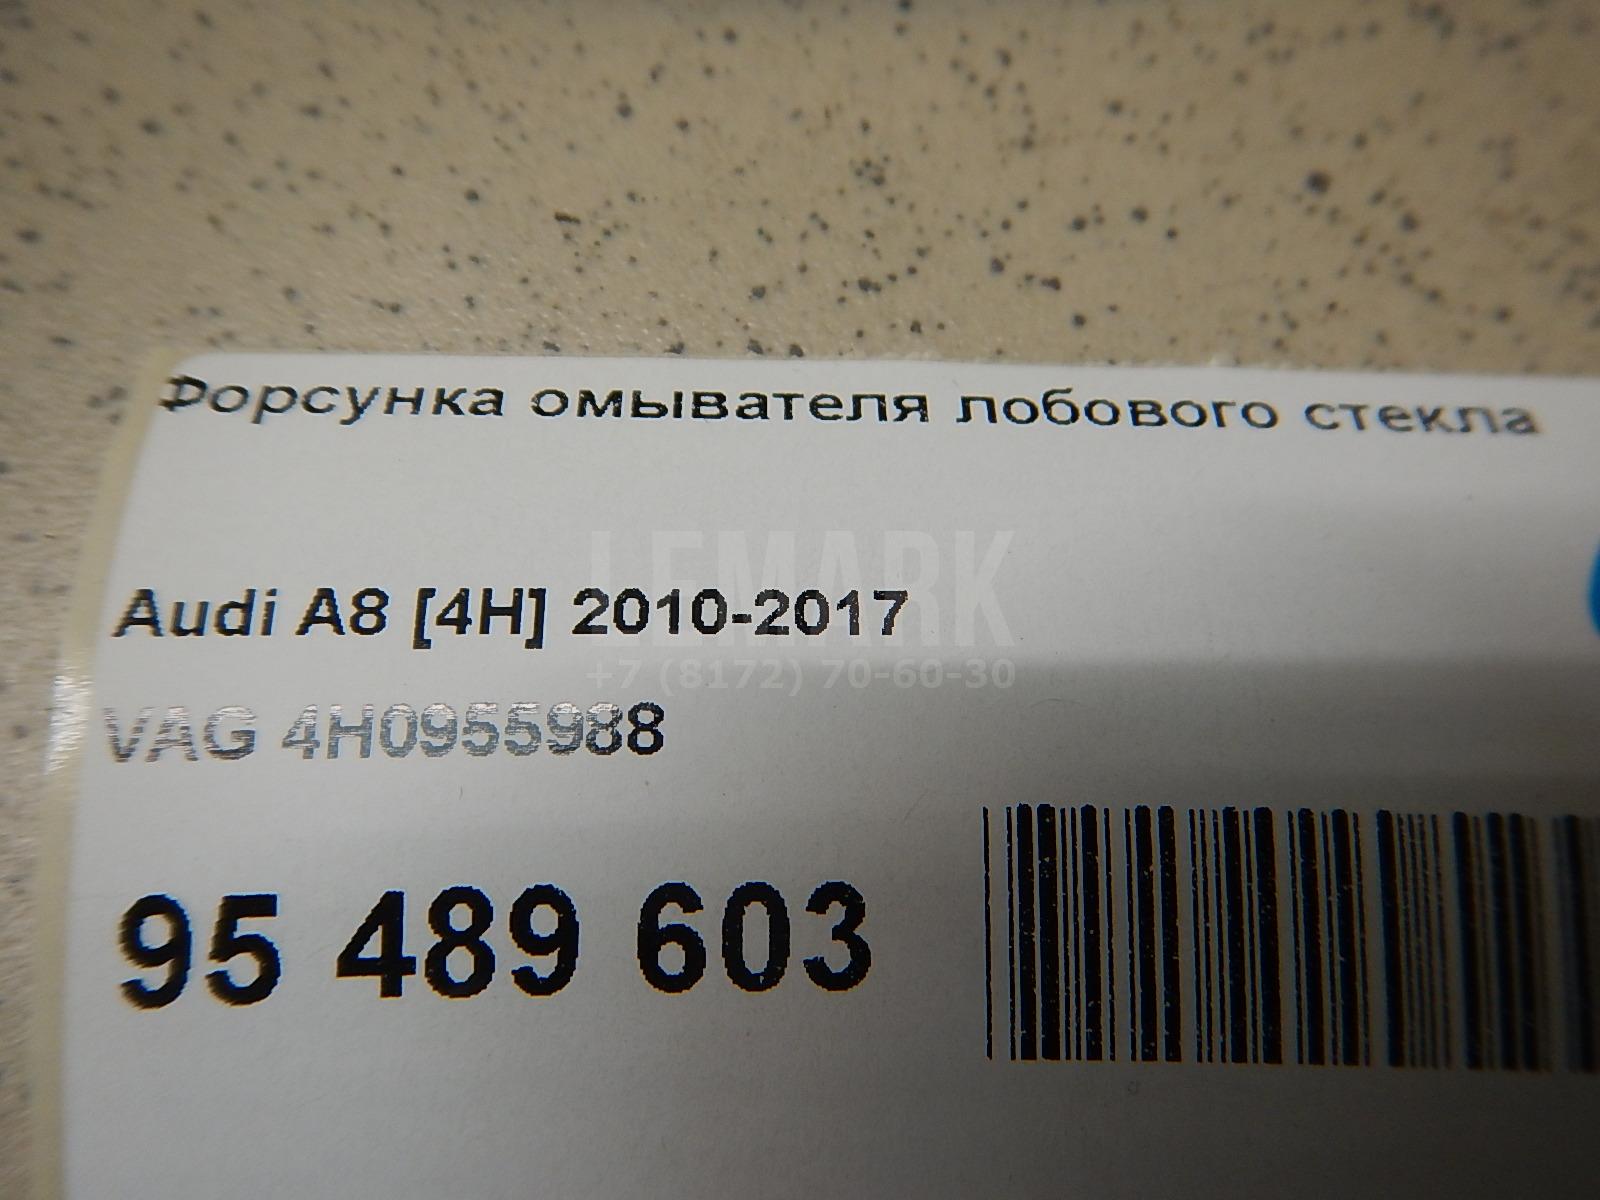 Форсунка омывателя лобового стекла
LEMARK
Audi A8 [4H] 2010-2017
+7 (8172) 70-60-30
VAG 4H0955988
95 489 603